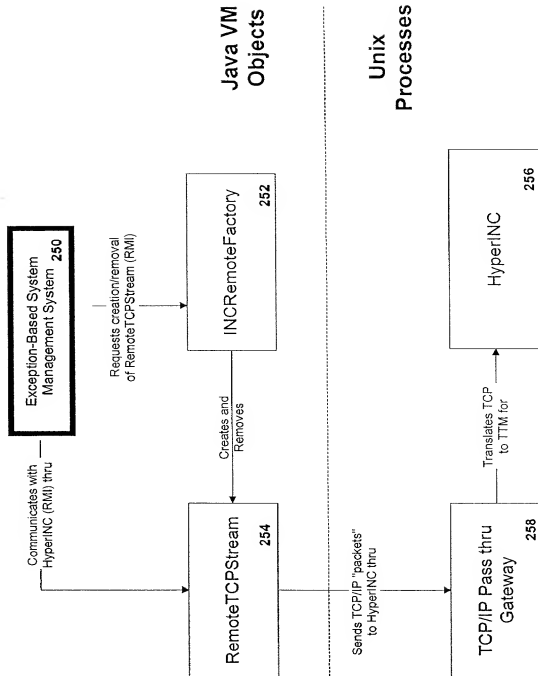 Exception-Based System
Management System
250
Communicates with
HyperINC (RMI) thru
Requests creation/removal
of RemoteTCPStream (RMI)
Java VM
Objects
RemoteTCPStream
254
Creates and
Removes
INCRemoteFactory
252
Sends TCP/IP "packets"
to HyperINC thru
Unix
Processes
TCP/IP Pass thru
Gateway
258
Translates TCP
to TTM for
HyperINC
256